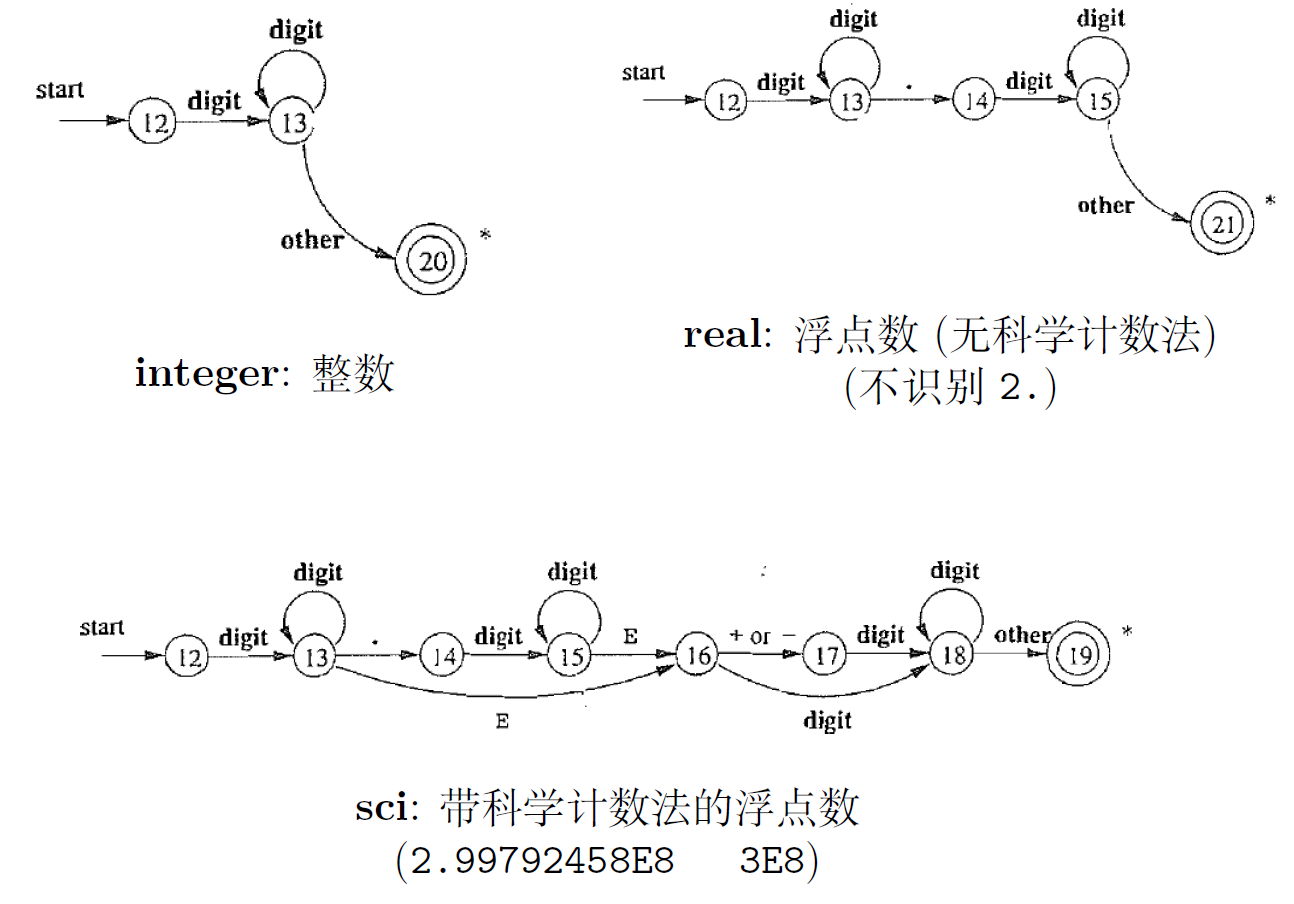 digit
start
digit
12
13
other
20
*
integer: 整数
digit
digit
start
digit
.
digit
12
13
14
15
other
21
*
real: 浮点数 (无科学计数法)
(不识别 2.)
digit
digit
digit
start
digit
.
digit
E
+ or -
digit
other
*
12
13
14
15
16
17
18
19
E
digit
sci: 带科学计数法的浮点数
(2.99792458E8 3E8)